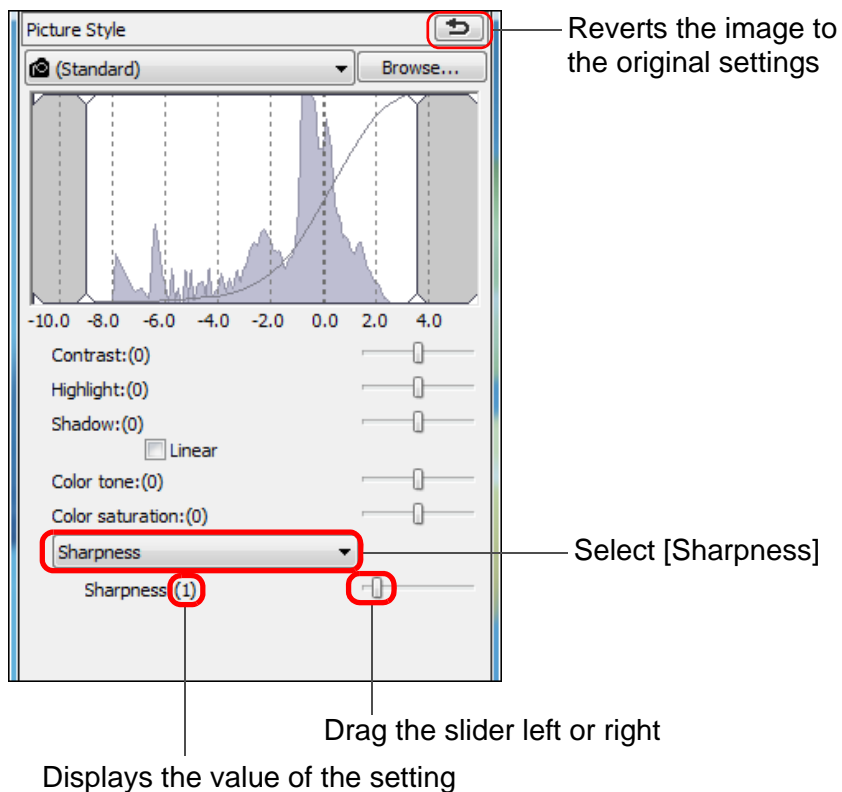 Picture Style
Reverts the image to
the original settings
(Standard)
Browse...
-10.0 -8.0 -6.0 -4.0 -2.0 0.0 2.0 4.0
Contrast:(0)
Highlight:(0)
Shadow:(0)
Linear
Color tone:(0)
Color saturation:(0)
Sharpness
Select [Sharpness]
Sharpness:(1)
Drag the slider left or right
Displays the value of the setting